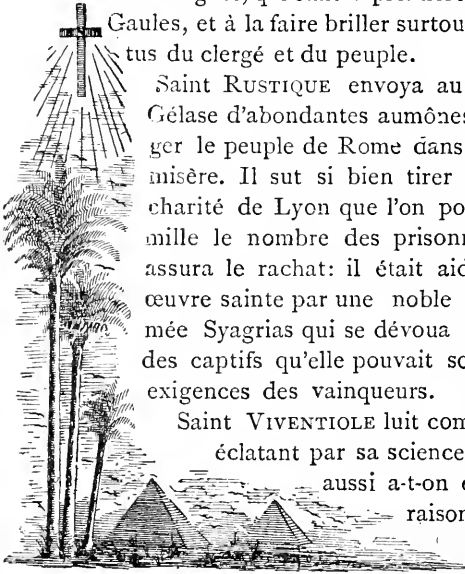 Gaules, et à la faire briller surtou
tus du clergé et du peuple.
Saint RUSTIQUE envoya au
Gélase d'abondantes aumônes
ger le peuple de Rome dans
misère. Il sut si bien tirer
charité de Lyon que l'on po
mille le nombre des prisonn
assura le rachat: il était aid
œuvre sainte par une noble
mée Syagrias qui se dévoua
des captifs qu'elle pouvait so
exigences des vainqueurs.
Saint VIVENTIOLE luit com
éclatant par sa science
aussi a-t-on é
raison